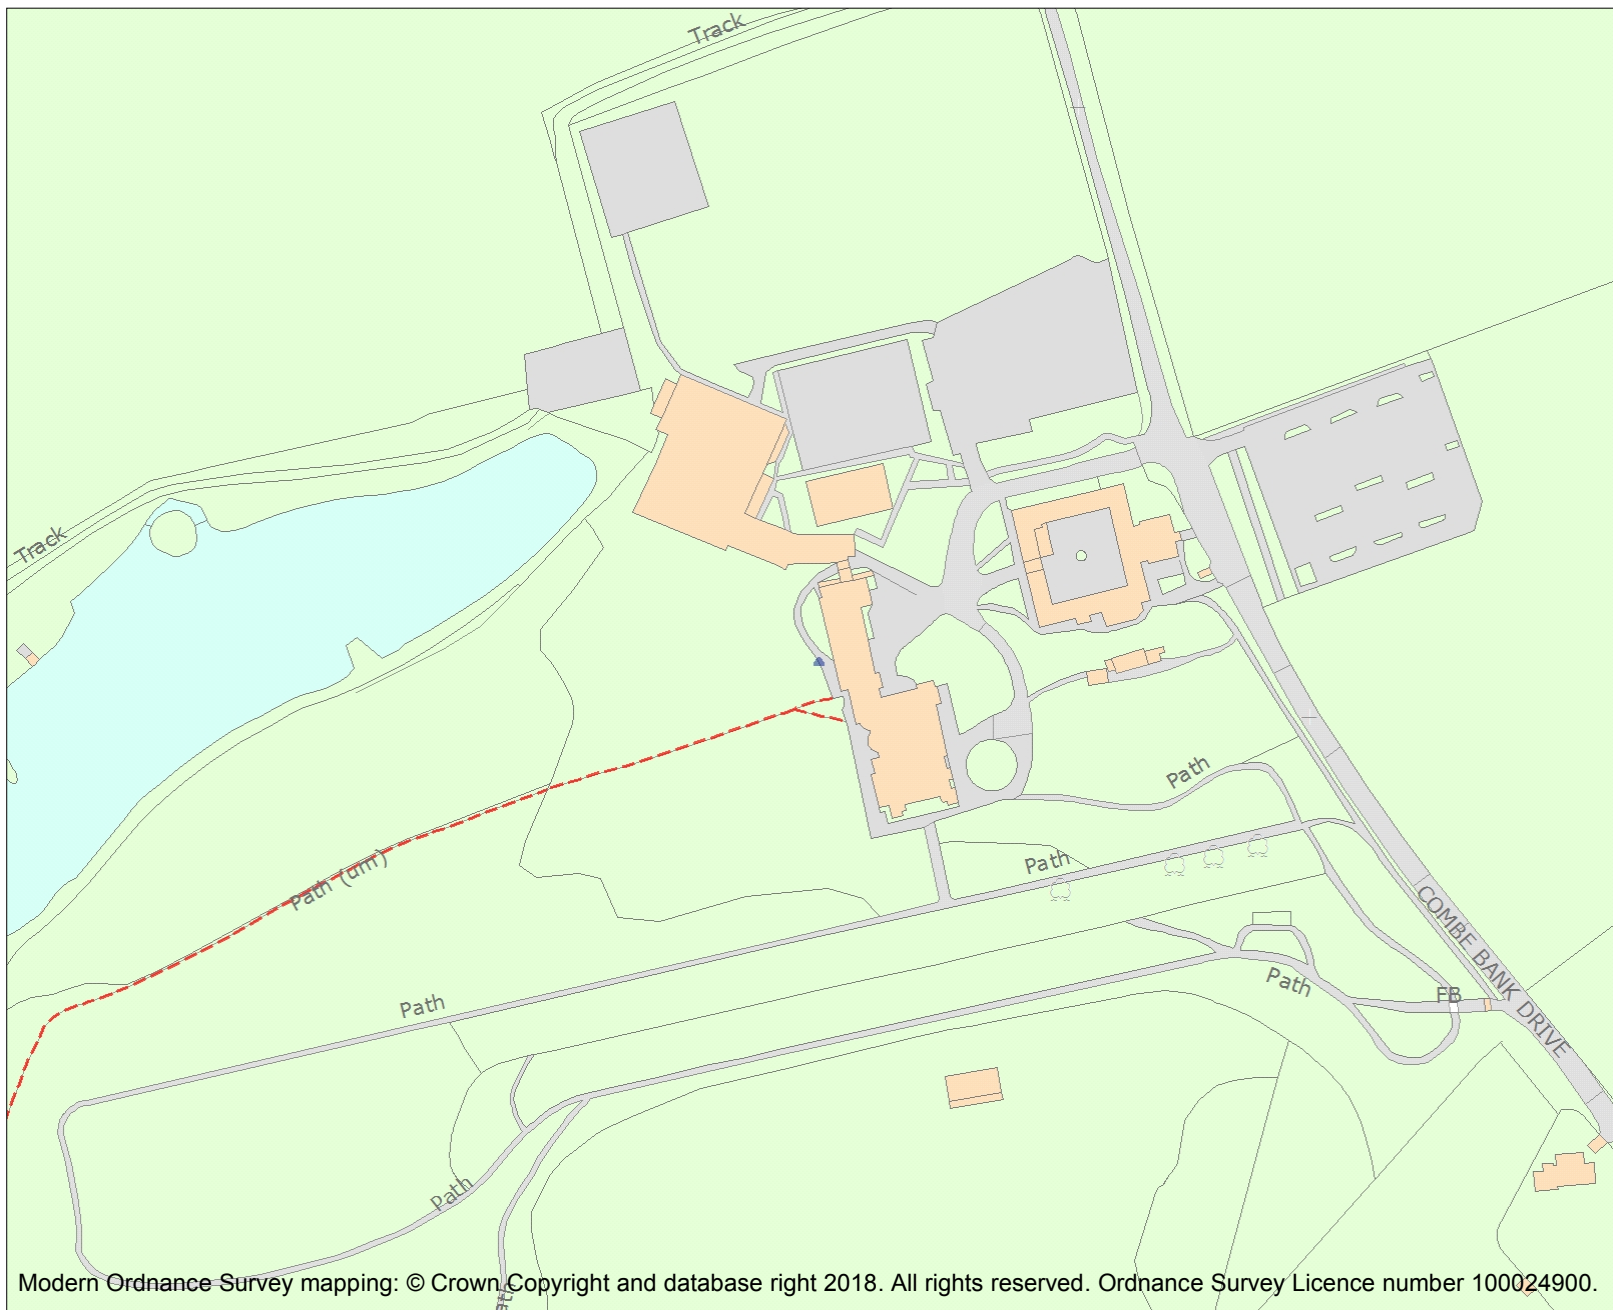 Track
Track
Path
Path
Path (um)
COMBE BANK DRIVE
Path
FB
Path
Path
Modern Ordnance Survey mapping: © Crown Copyright and database right 2018. All rights reserved. Ordnance Survey Licence number 100024900.